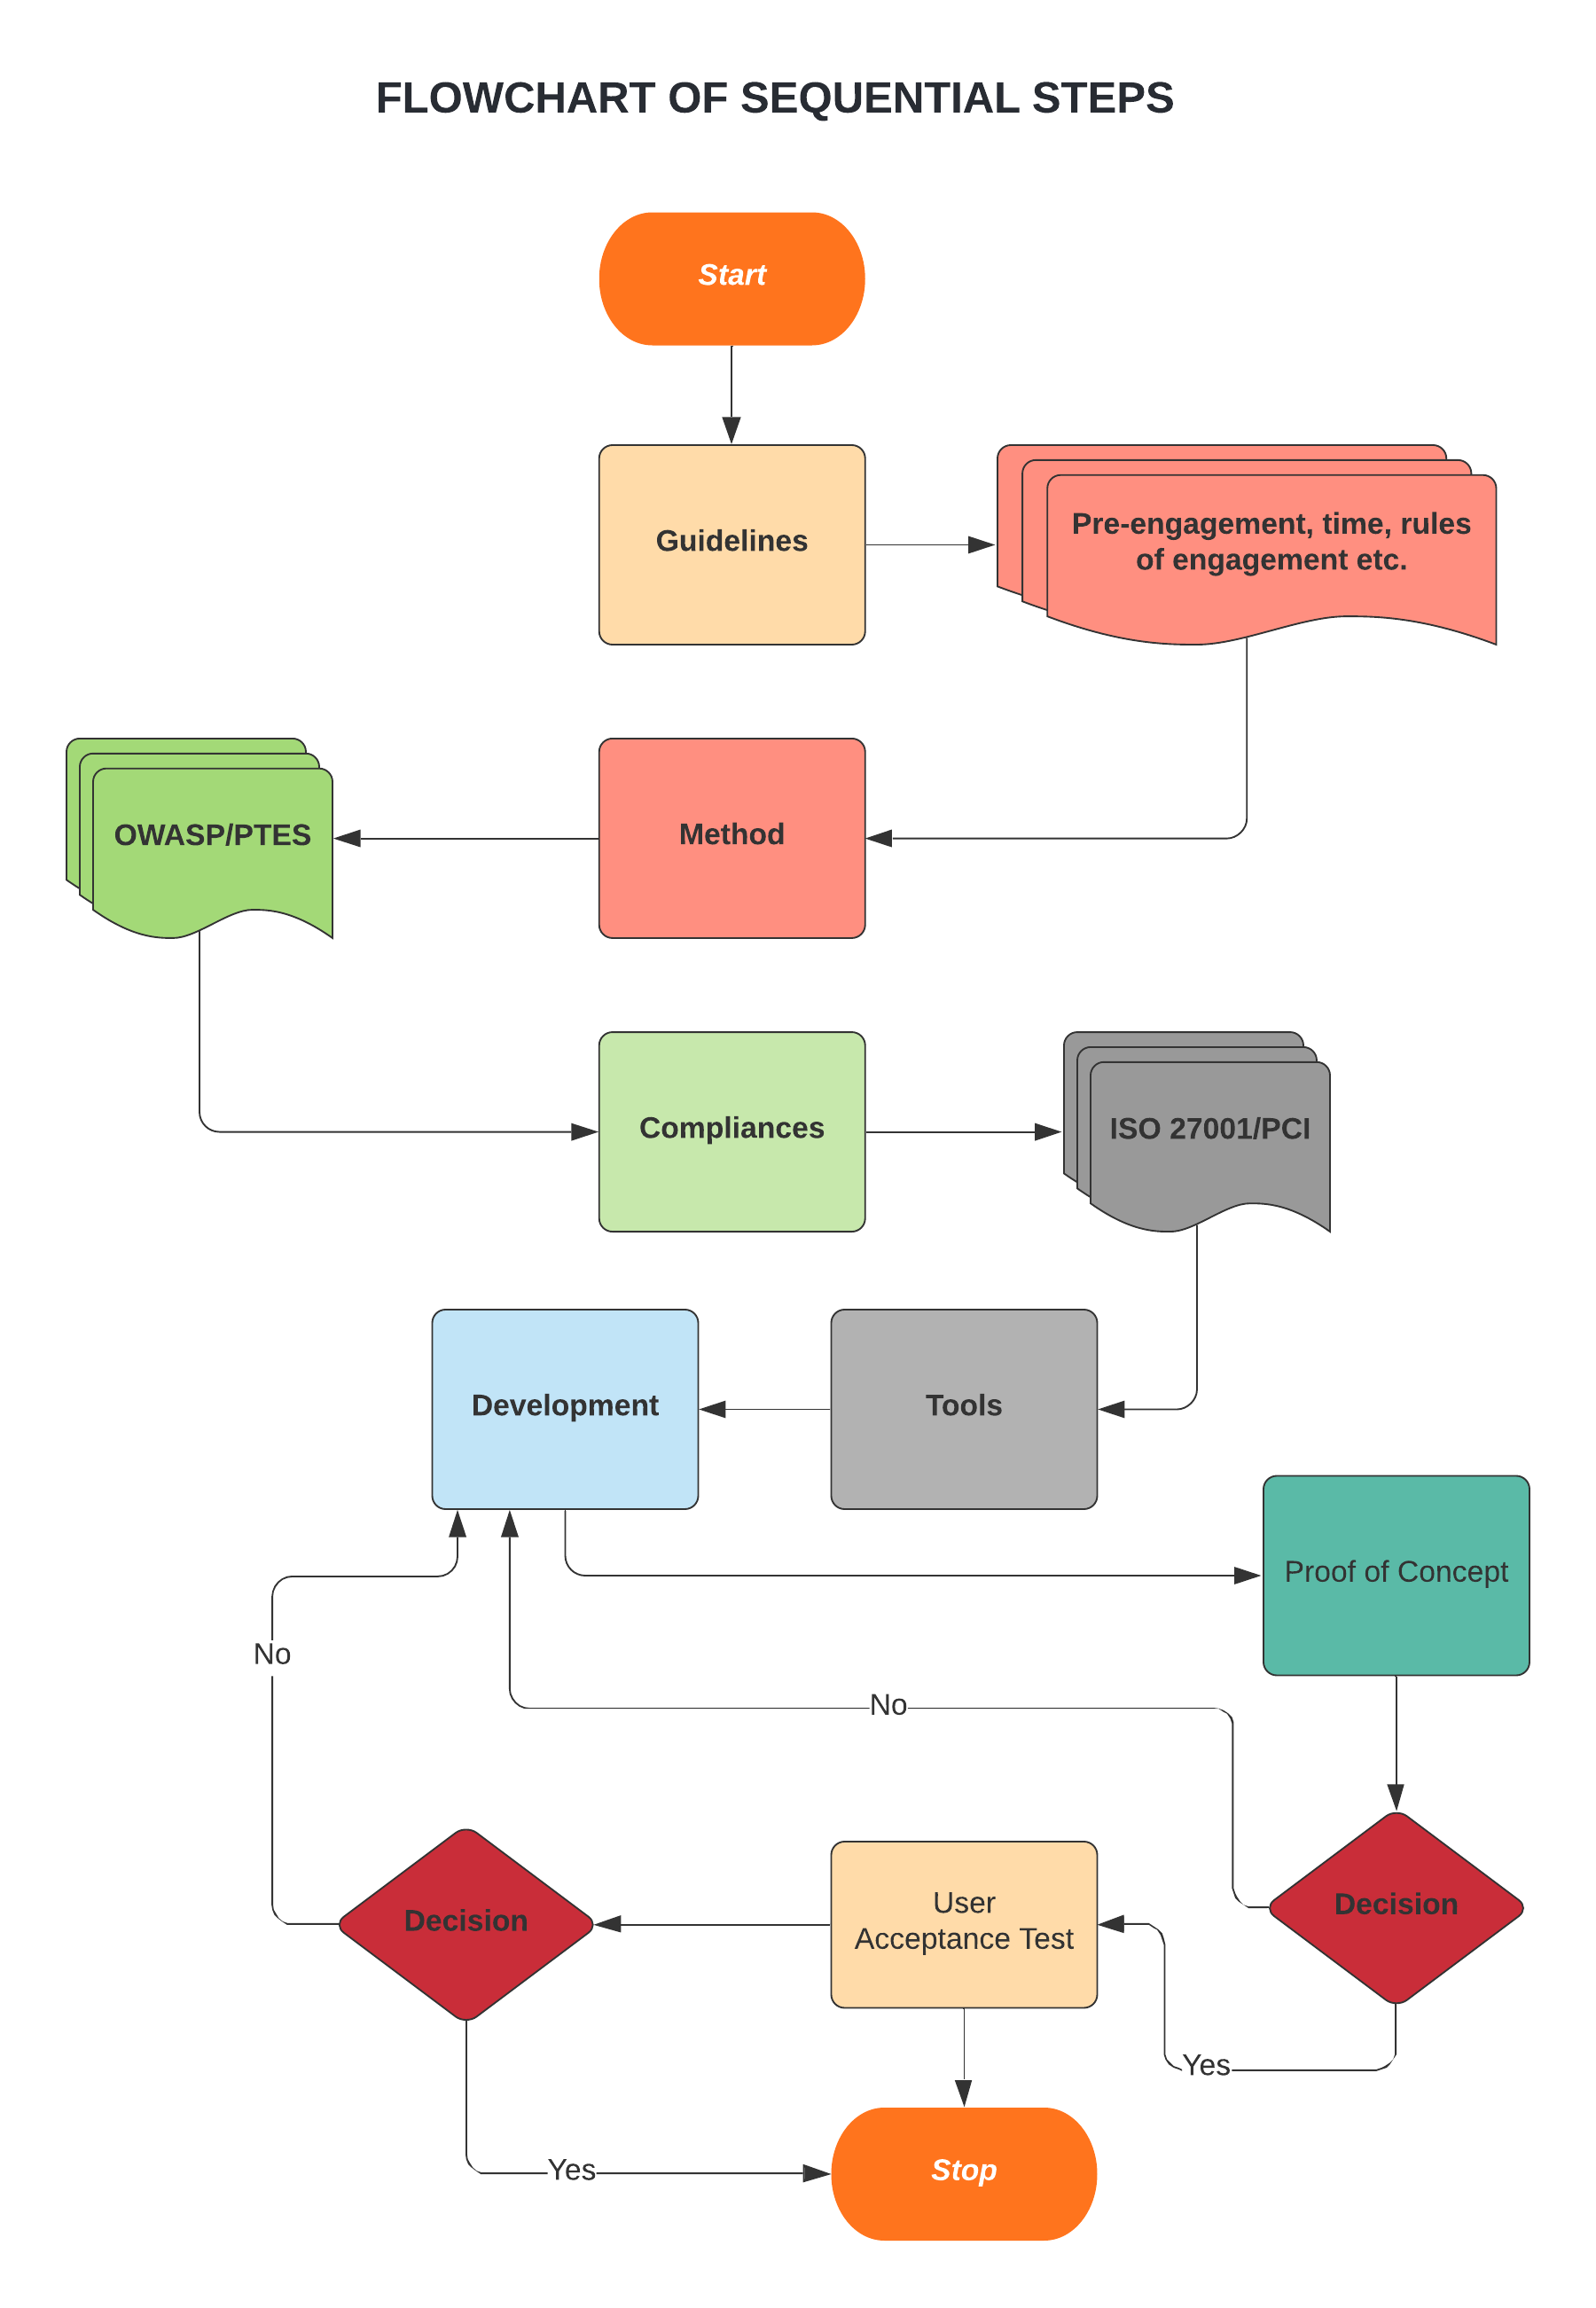 FLOWCHART OF SEQUENTIAL STEPS
Start
Guidelines
Pre-engagement, time, rules
of engagement etc.
OWASP/PTES
Method
Compliances
ISO 27001/PCI
Development
Tools
Proof of Concept
No
No
Decision
User
Acceptance Test
Decision
Yes
Yes
Stop